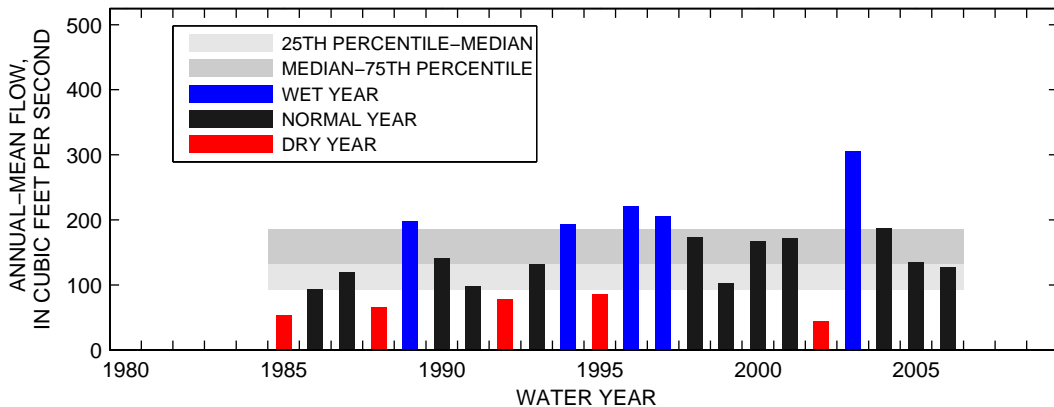 ANNUAL–MEAN FLOW,
IN CUBIC FEET PER SECOND
500
400
300
200
100
0
25TH PERCENTILE–MEDIAN
MEDIAN–75TH PERCENTILE
WET YEAR
NORMAL YEAR
DRY YEAR
1980 1985 1990 1995 2000 2005
WATER YEAR